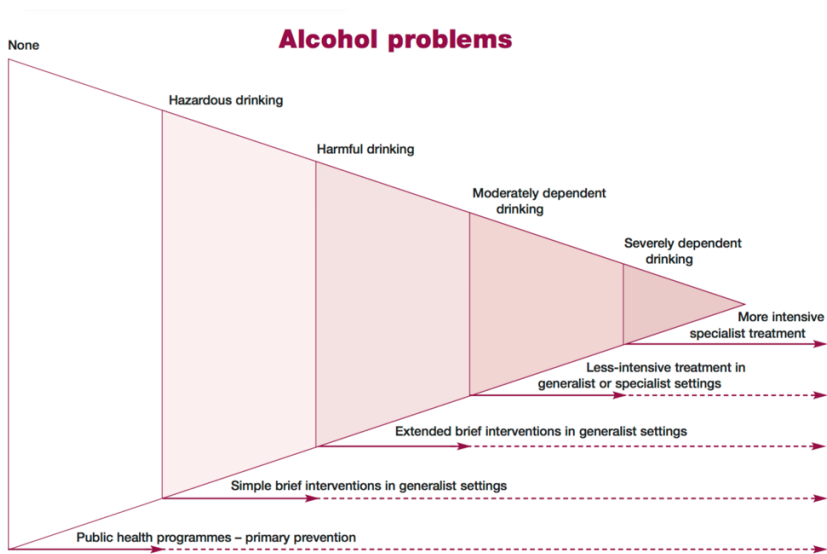 Alcohol problems
None
Hazardous drinking
Harmful drinking
Moderately dependent
drinking
Severely dependent
drinking
More intensive
specialist treatment
Less-intensive treatment in
generalist or specialist settings
Extended brief interventions in generalist settings
Simple brief interventions in generalist settings
Public health programmes – primary prevention